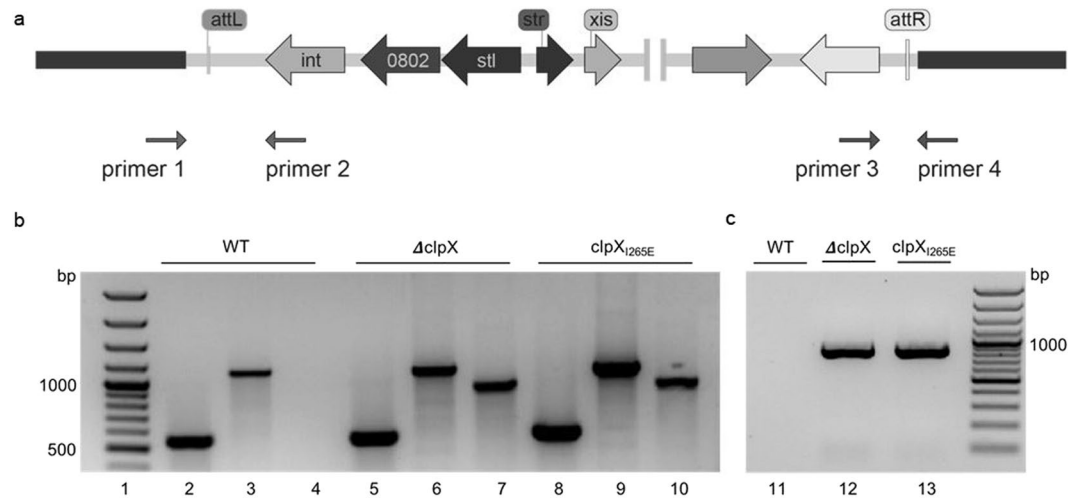 a
attL str xis attR
int 0802 stl
primer 1 primer 2 primer 3 primer 4
b c
WT ΔclpX clpXI265E WT ΔclpX clpXI265E
bp bp
1000
1000
500
1 2 3 4 5 6 7 8 9 10 11 12 13